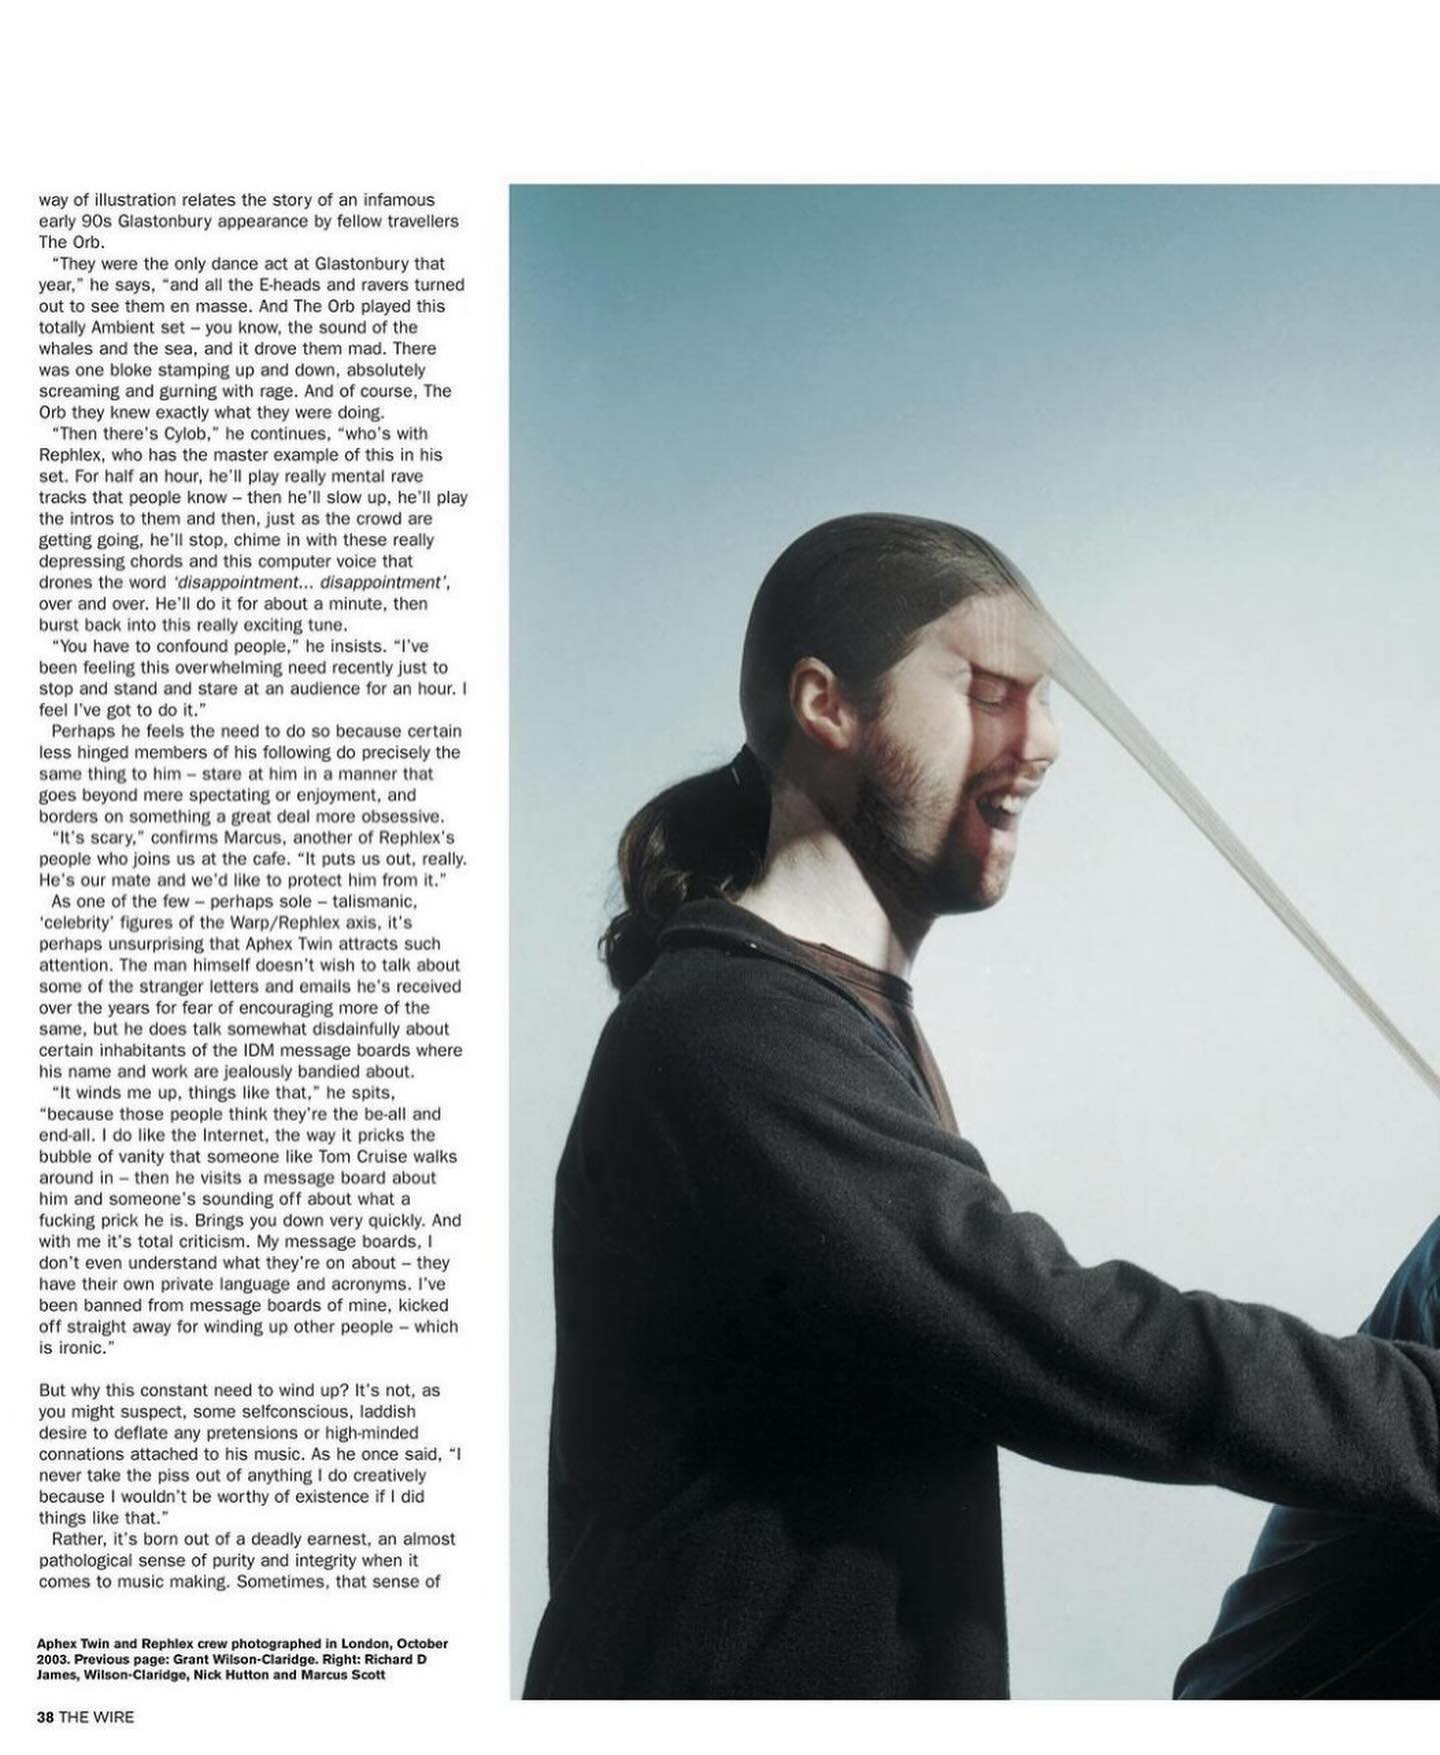 way of illustration relates the story of an infamous
early 90s Glastonbury appearance by fellow travellers
The Orb.
“They were the only dance act at Glastonbury that
year,” he says, “and all the E-heads and ravers turned
out to see them en masse. And The Orb played this
totally Ambient set – you know, the sound of the
whales and the sea, and it drove them mad. There
was one bloke stamping up and down, absolutely
screaming and gurning with rage. And of course, The
Orb they knew exactly what they were doing.
“Then there’s Cylob,” he continues, “who’s with
Rephlex, who has the master example of this in his
set. For half an hour, he’ll play really mental rave
tracks that people know – then he’ll slow up, he’ll play
the intros to them and then, just as the crowd are
getting going, he’ll stop, chime in with these really
depressing chords and this computer voice that
drones the word ‘disappointment... disappointment’,
over and over. He’ll do it for about a minute, then
burst back into this really exciting tune.
“You have to confound people,” he insists. “I’ve
been feeling this overwhelming need recently just to
stop and stand and stare at an audience for an hour. I
feel I’ve got to do it.”
Perhaps he feels the need to do so because certain
less hinged members of his following do precisely the
same thing to him – stare at him in a manner that
goes beyond mere spectating or enjoyment, and
borders on something a great deal more obsessive.
“It’s scary,” confirms Marcus, another of Rephlex’s
people who joins us at the cafe. “It puts us out, really.
He’s our mate and we’d like to protect him from it.”
As one of the few – perhaps sole – talismanic,
‘celebrity’ figures of the Warp/Rephlex axis, it’s
perhaps unsurprising that Aphex Twin attracts such
attention. The man himself doesn’t wish to talk about
some of the stranger letters and emails he’s received
over the years for fear of encouraging more of the
same, but he does talk somewhat disdainfully about
certain inhabitants of the IDM message boards where
his name and work are jealously bandied about.
“It winds me up, things like that,” he spits,
“because those people think they’re the be-all and
end-all. I do like the Internet, the way it pricks the
bubble of vanity that someone like Tom Cruise walks
around in – then he visits a message board about
him and someone’s sounding off about what a
fucking prick he is. Brings you down very quickly. And
with me it’s total criticism. My message boards, I
don’t even understand what they’re on about – they
have their own private language and acronyms. I’ve
been banned from message boards of mine, kicked
off straight away for winding up other people – which
is ironic.”
But why this constant need to wind up? It’s not, as
you might suspect, some selfconscious, laddish
desire to deflate any pretensions or high-minded
connations attached to his music. As he once said, “I
never take the piss out of anything I do creatively
because I wouldn’t be worthy of existence if I did
things like that.”
Rather, it’s born out of a deadly earnest, an almost
pathological sense of purity and integrity when it
comes to music making. Sometimes, that sense of
Aphex Twin and Rephlex crew photographed in London, October
2003. Previous page: Grant Wilson-Claridge. Right: Richard D
James, Wilson-Claridge, Nick Hutton and Marcus Scott
38 THE WIRE